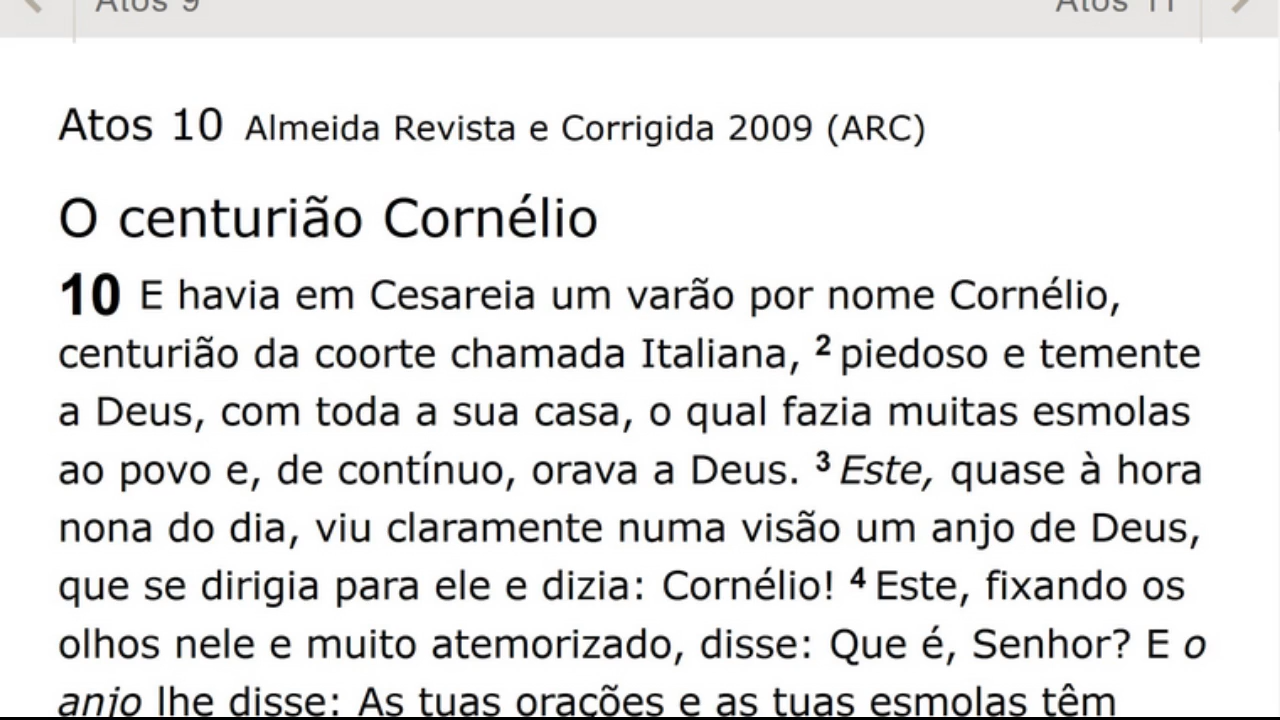 Atos 9 Atos 11
Atos 10 Almeida Revista e Corrigida 2009 (ARC)
O centurião Cornélio
10 E havia em Cesareia um varão por nome Cornélio,
centurião da coorte chamada Italiana, 2 piedoso e temente
a Deus, com toda a sua casa, o qual fazia muitas esmolas
ao povo e, de contínuo, orava a Deus. 3 Este, quase à hora
nona do dia, viu claramente numa visão um anjo de Deus,
que se dirigia para ele e dizia: Cornélio! 4 Este, fixando os
olhos nele e muito atemorizado, disse: Que é, Senhor? E o
anjo lhe disse: As tuas orações e as tuas esmolas têm